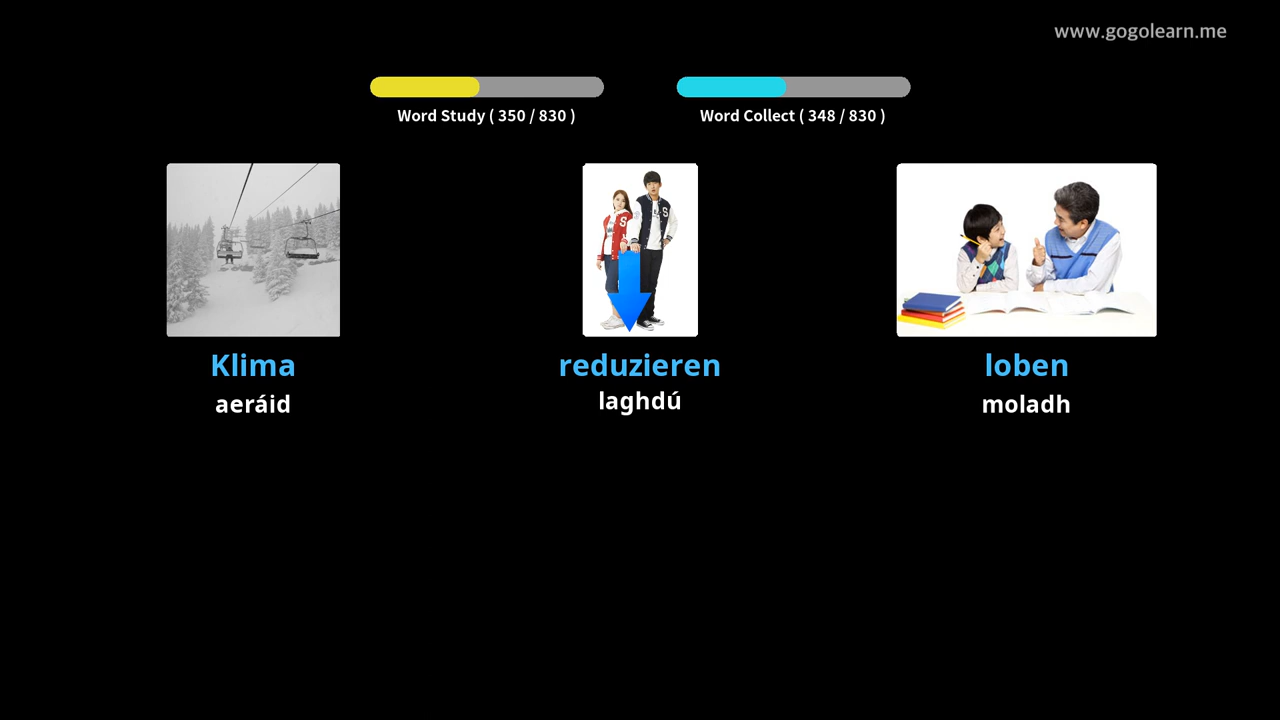 www.gogolearn.me
Word Study ( 350 / 830 )
Word Collect ( 348 / 830 )
Klima
aeráid
reduzieren
laghdú
loben
moladh